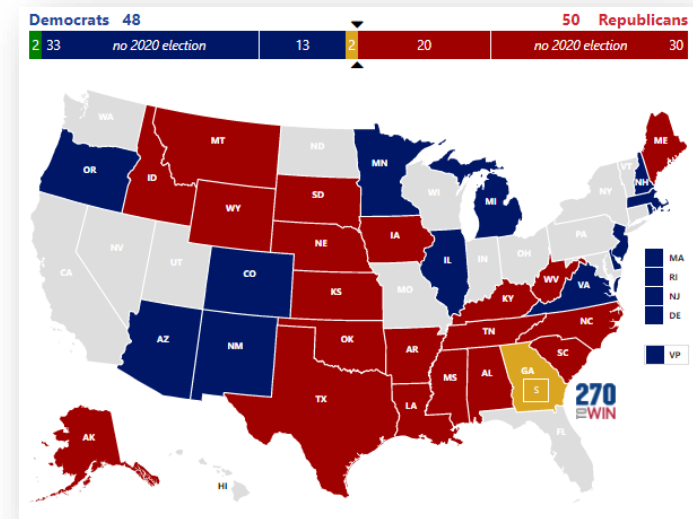 Democrats 48 50 Republicans
2 33 no 2020 election 13 2 20 no 2020 election 30
WA
ME
MT
ND
MN
VT
OR
ID
NH
WI
SD
MI
NY
WY
IA
PA
NE
NV
IL
IN
OH
MA
UT
CO
RI
CA
WV
VA
NJ
KS
MO
KY
DE
NC
TN
OK
AZ
NM
AR
SC
VP
MS
AL
GA
S
TX
LA
270
TO WIN
FL
AK
HI